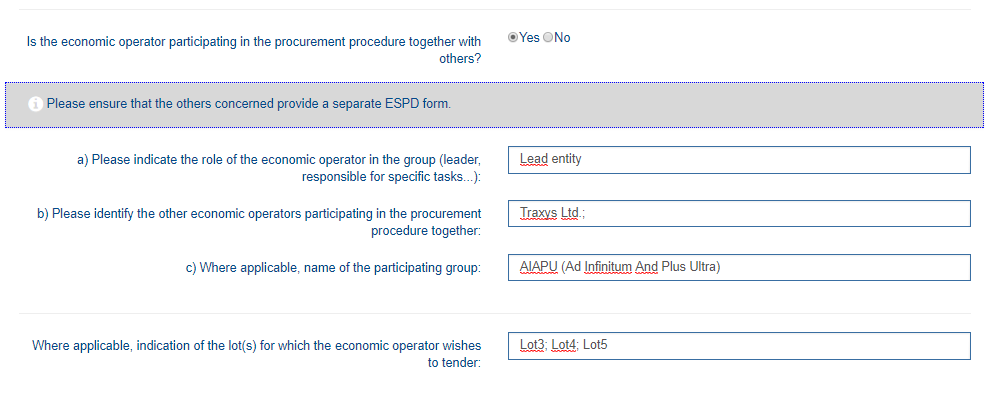 Is the economic operator participating in the procurement procedure together with
others?
Yes No
Please ensure that the others concerned provide a separate ESPD form.
a) Please indicate the role of the economic operator in the group (leader,
responsible for specific tasks...):
Lead entity
b) Please identify the other economic operators participating in the procurement
procedure together:
Traxys Ltd.;
c) Where applicable, name of the participating group:
AIAPU (Ad Infinitum And Plus Ultra)
Where applicable, indication of the lot(s) for which the economic operator wishes
to tender:
Lot3; Lot4; Lot5